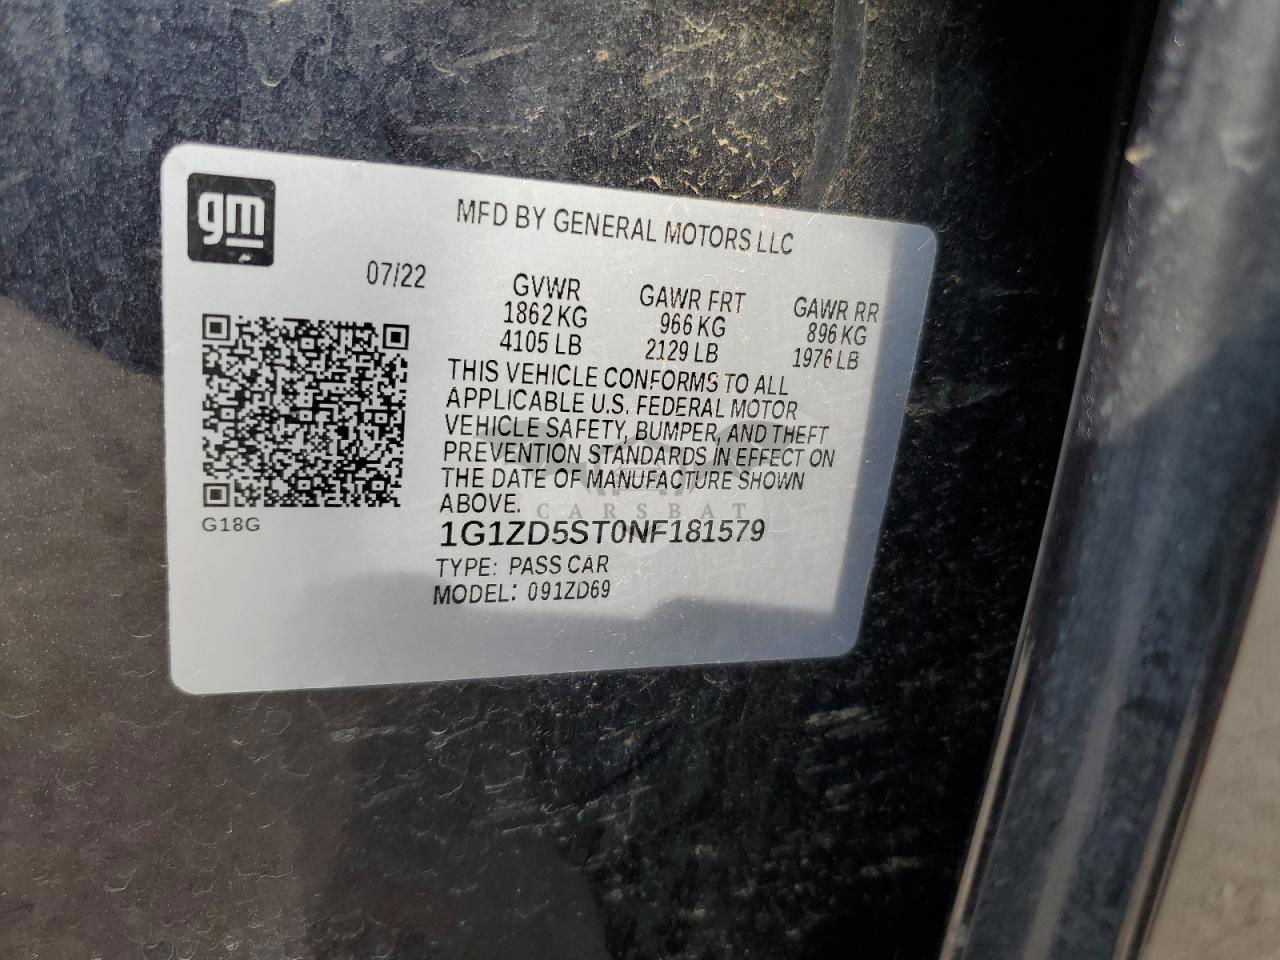 gm
MFD BY GENERAL MOTORS LLC
07/22
GVWR
1862 KG
4105 LB
GAWR FRT
966 KG
2129 LB
GAWR RR
896 KG
1976 LB
THIS VEHICLE CONFORMS TO ALL
APPLICABLE U.S. FEDERAL MOTOR
VEHICLE SAFETY, BUMPER, AND THEFT
PREVENTION STANDARDS IN EFFECT ON
THE DATE OF MANUFACTURE SHOWN
ABOVE.
CARSBAT
1G1ZD5ST0NF181579
TYPE: PASS CAR
MODEL: 091ZD69
G18G